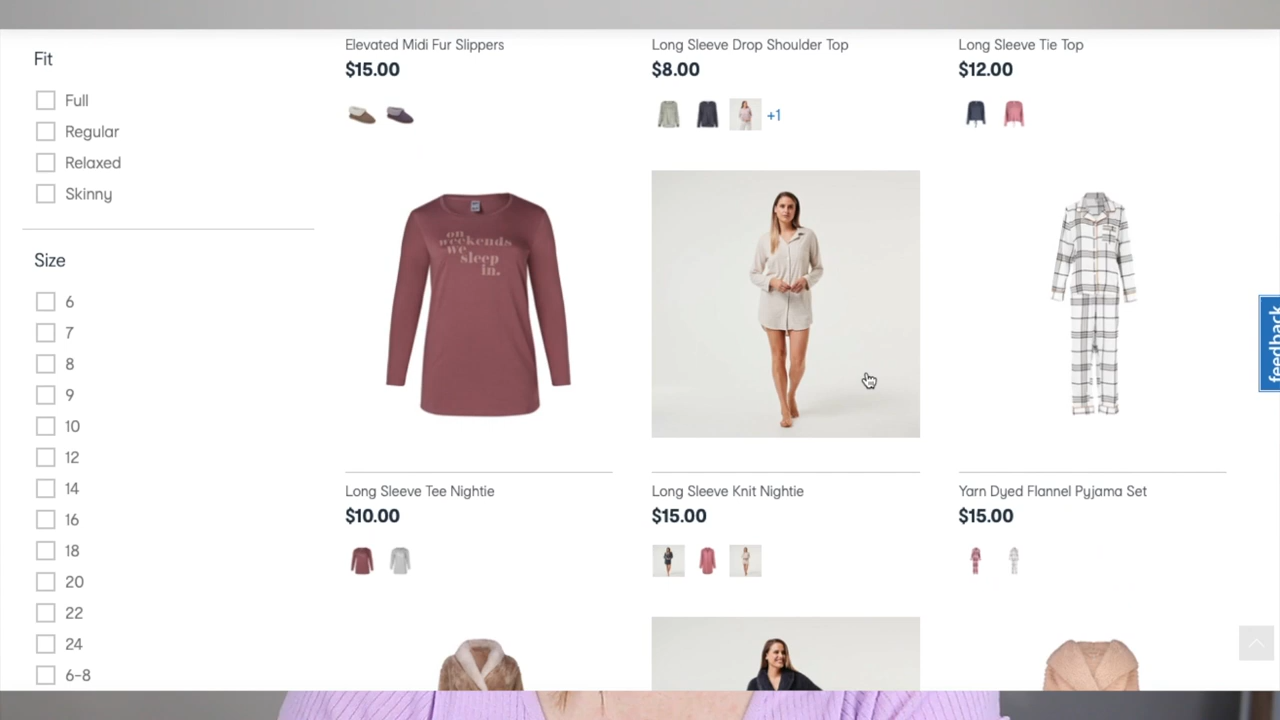 Fit
Full
Regular
Relaxed
Skinny
Size
6
7
8
9
10
12
14
16
18
20
22
24
6-8
Elevated Midi Fur Slippers
$15.00
Long Sleeve Drop Shoulder Top
$8.00
+1
Long Sleeve Tie Top
$12.00
on
weekends
we
sleep
in.
Long Sleeve Tee Nightie
$10.00
Long Sleeve Knit Nightie
$15.00
Yarn Dyed Flannel Pyjama Set
$15.00
feedback